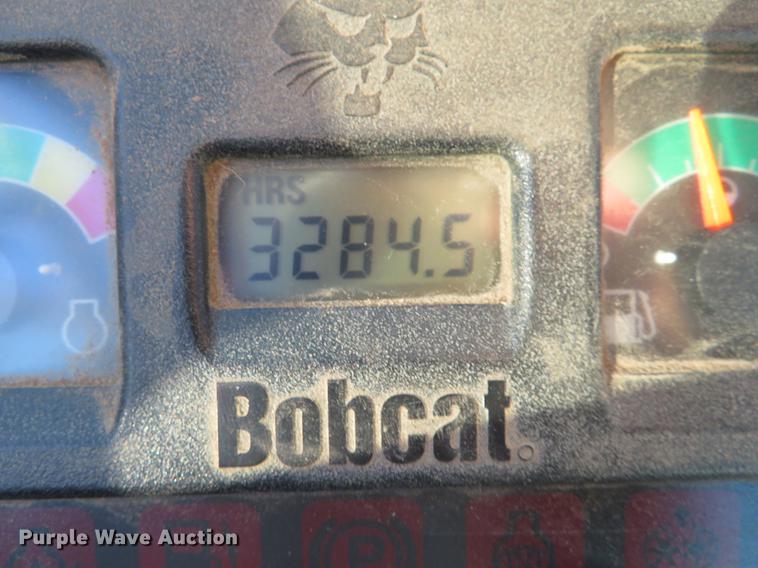 HRS
3284.5
Bobcat.
P
Purple Wave Auction